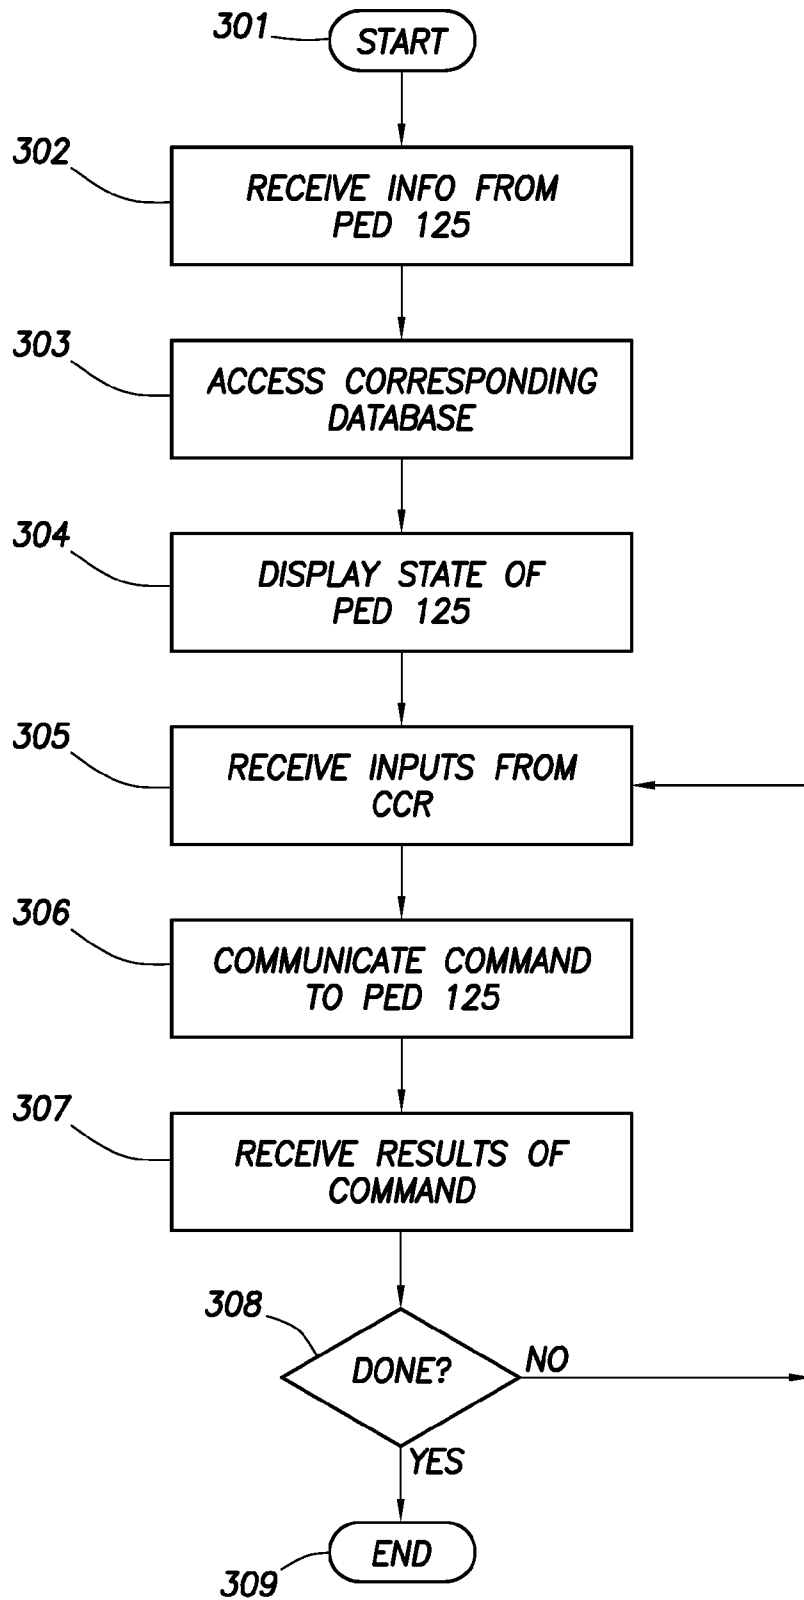 301
START
302
RECEIVE INFO FROM
PED 125
303
ACCESS CORRESPONDING
DATABASE
304
DISPLAY STATE OF
PED 125
305
RECEIVE INPUTS FROM
CCR
306
COMMUNICATE COMMAND
TO PED 125
307
RECEIVE RESULTS OF
COMMAND
308
DONE?
NO
YES
END
309